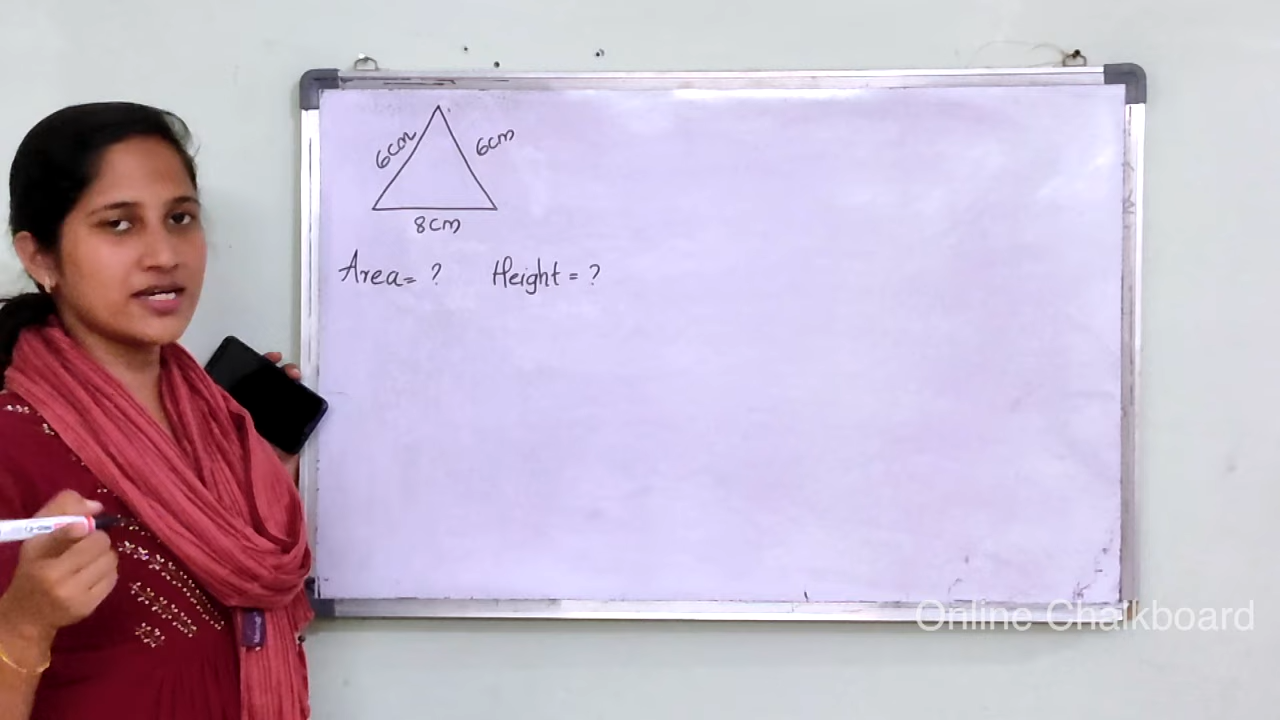 6cm 6cm
8cm
Area = ? Height = ?
Online Chalkboard